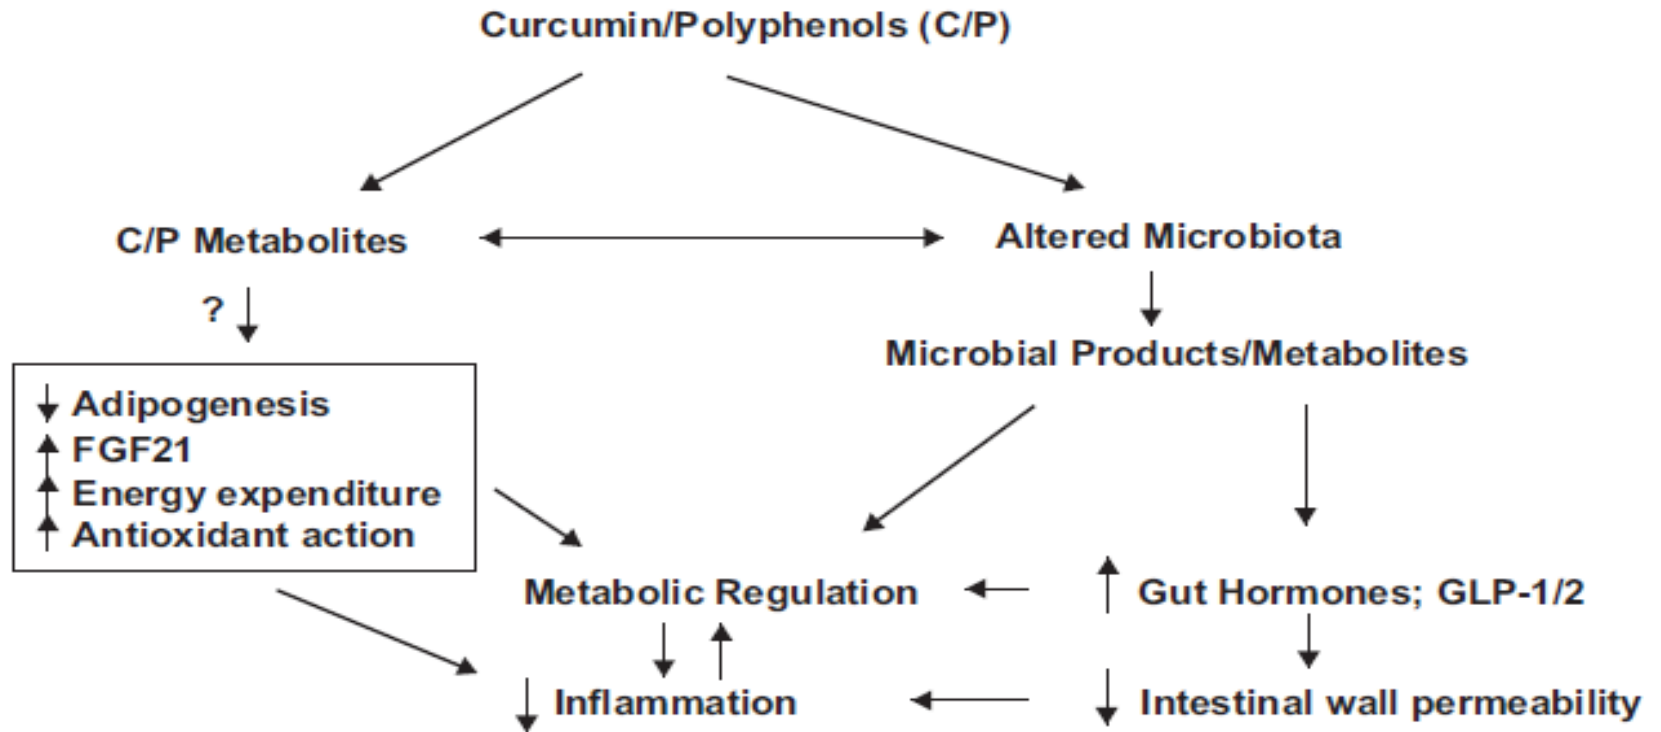 Curcumin/Polyphenols (C/P)
C/P Metabolites
Altered Microbiota
?
Microbial Products/Metabolites
Adipogenesis
FGF21
Energy expenditure
Antioxidant action
Metabolic Regulation
Gut Hormones; GLP-1/2
Inflammation
Intestinal wall permeability